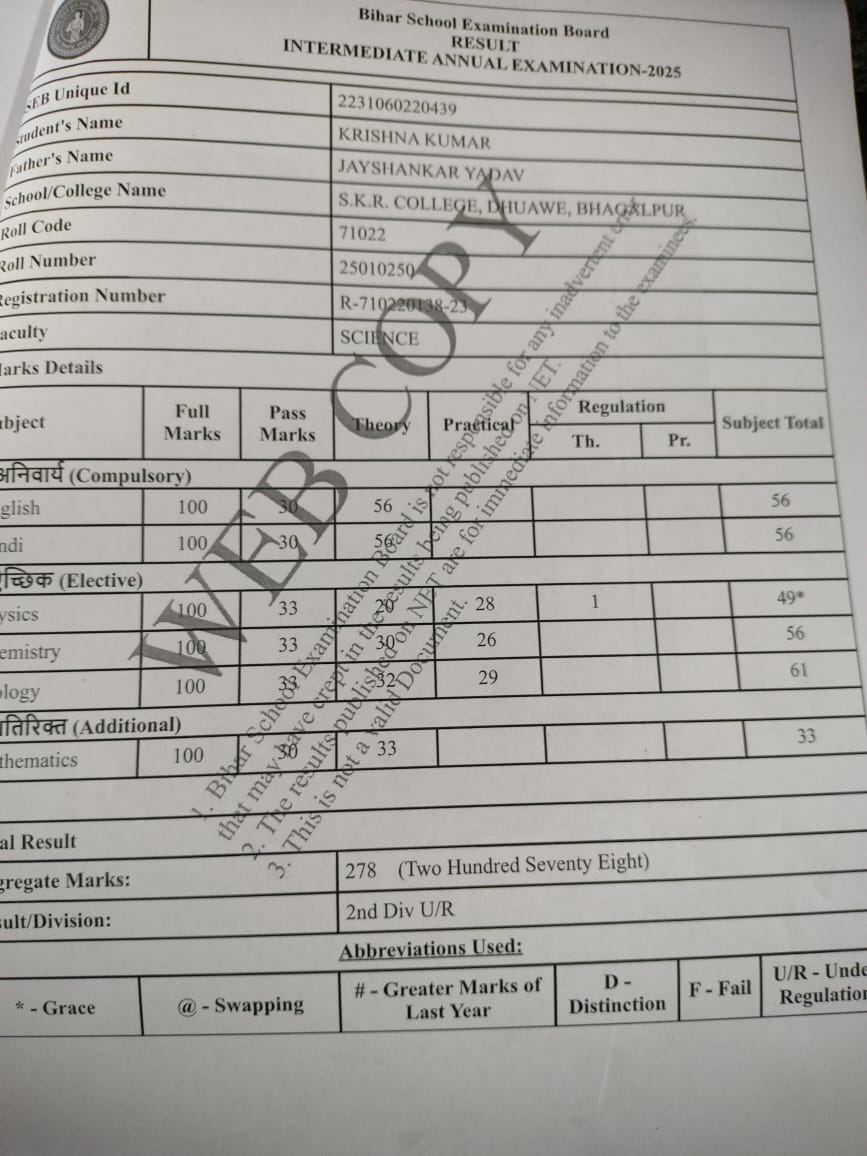 Bihar School Examination Board
RESULT
INTERMEDIATE ANNUAL EXAMINATION-2025
SEB Unique Id 2231060220439
tudent's Name KRISHNA KUMAR
Father's Name JAYSHANKAR YADAV
School/College Name S.K.R. COLLEGE, DHUAWE, BHAGALPUR
Roll Code 71022
Roll Number 25010250
Registration Number R-710220138-23
aculty SCIENCE
arks Details
bject Full Marks Pass Marks Theory Practical Regulation Th. Pr. Subject Total
अनिवार्य (Compulsory)
glish 100 30 56 56
ndi 100 30 56 56
च्छिक (Elective)
ysics 100 33 20 28 1 49*
emistry 100 33 30 26 56
ology 100 33 32 29 61
तिरिक्त (Additional)
thematics 100 30 33 33
al Result
gregate Marks: 278 (Two Hundred Seventy Eight)
ult/Division: 2nd Div U/R
Abbreviations Used:
* - Grace @ - Swapping # - Greater Marks of Last Year D - Distinction F - Fail U/R - Unde Regulation
WEB COPY
1. Bihar School Examination Board is not responsible for any inadvertent error
that may have crept in the results being published on NET.
2. The results published on NET are for immediate information to the examinees.
3. This is not a valid Document.